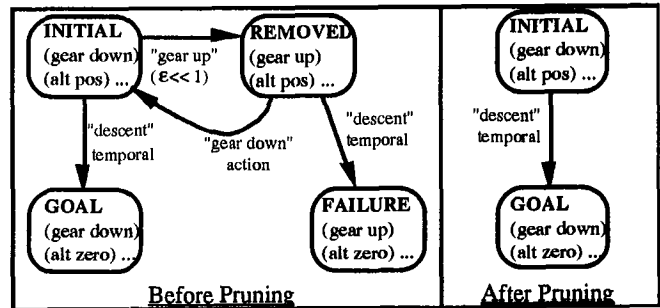 INITIAL
(gear down)
(alt pos) ...
"gear up"
(ε<< 1)
REMOVED
(gear up)
(alt pos) ...
"descent"
temporal
"gear down"
action
"descent"
temporal
GOAL
(gear down)
(alt zero) ...
FAILURE
(gear up)
(alt zero) ...
Before Pruning
INITIAL
(gear down)
(alt pos) ...
"descent"
temporal
GOAL
(gear down)
(alt zero) ...
After Pruning